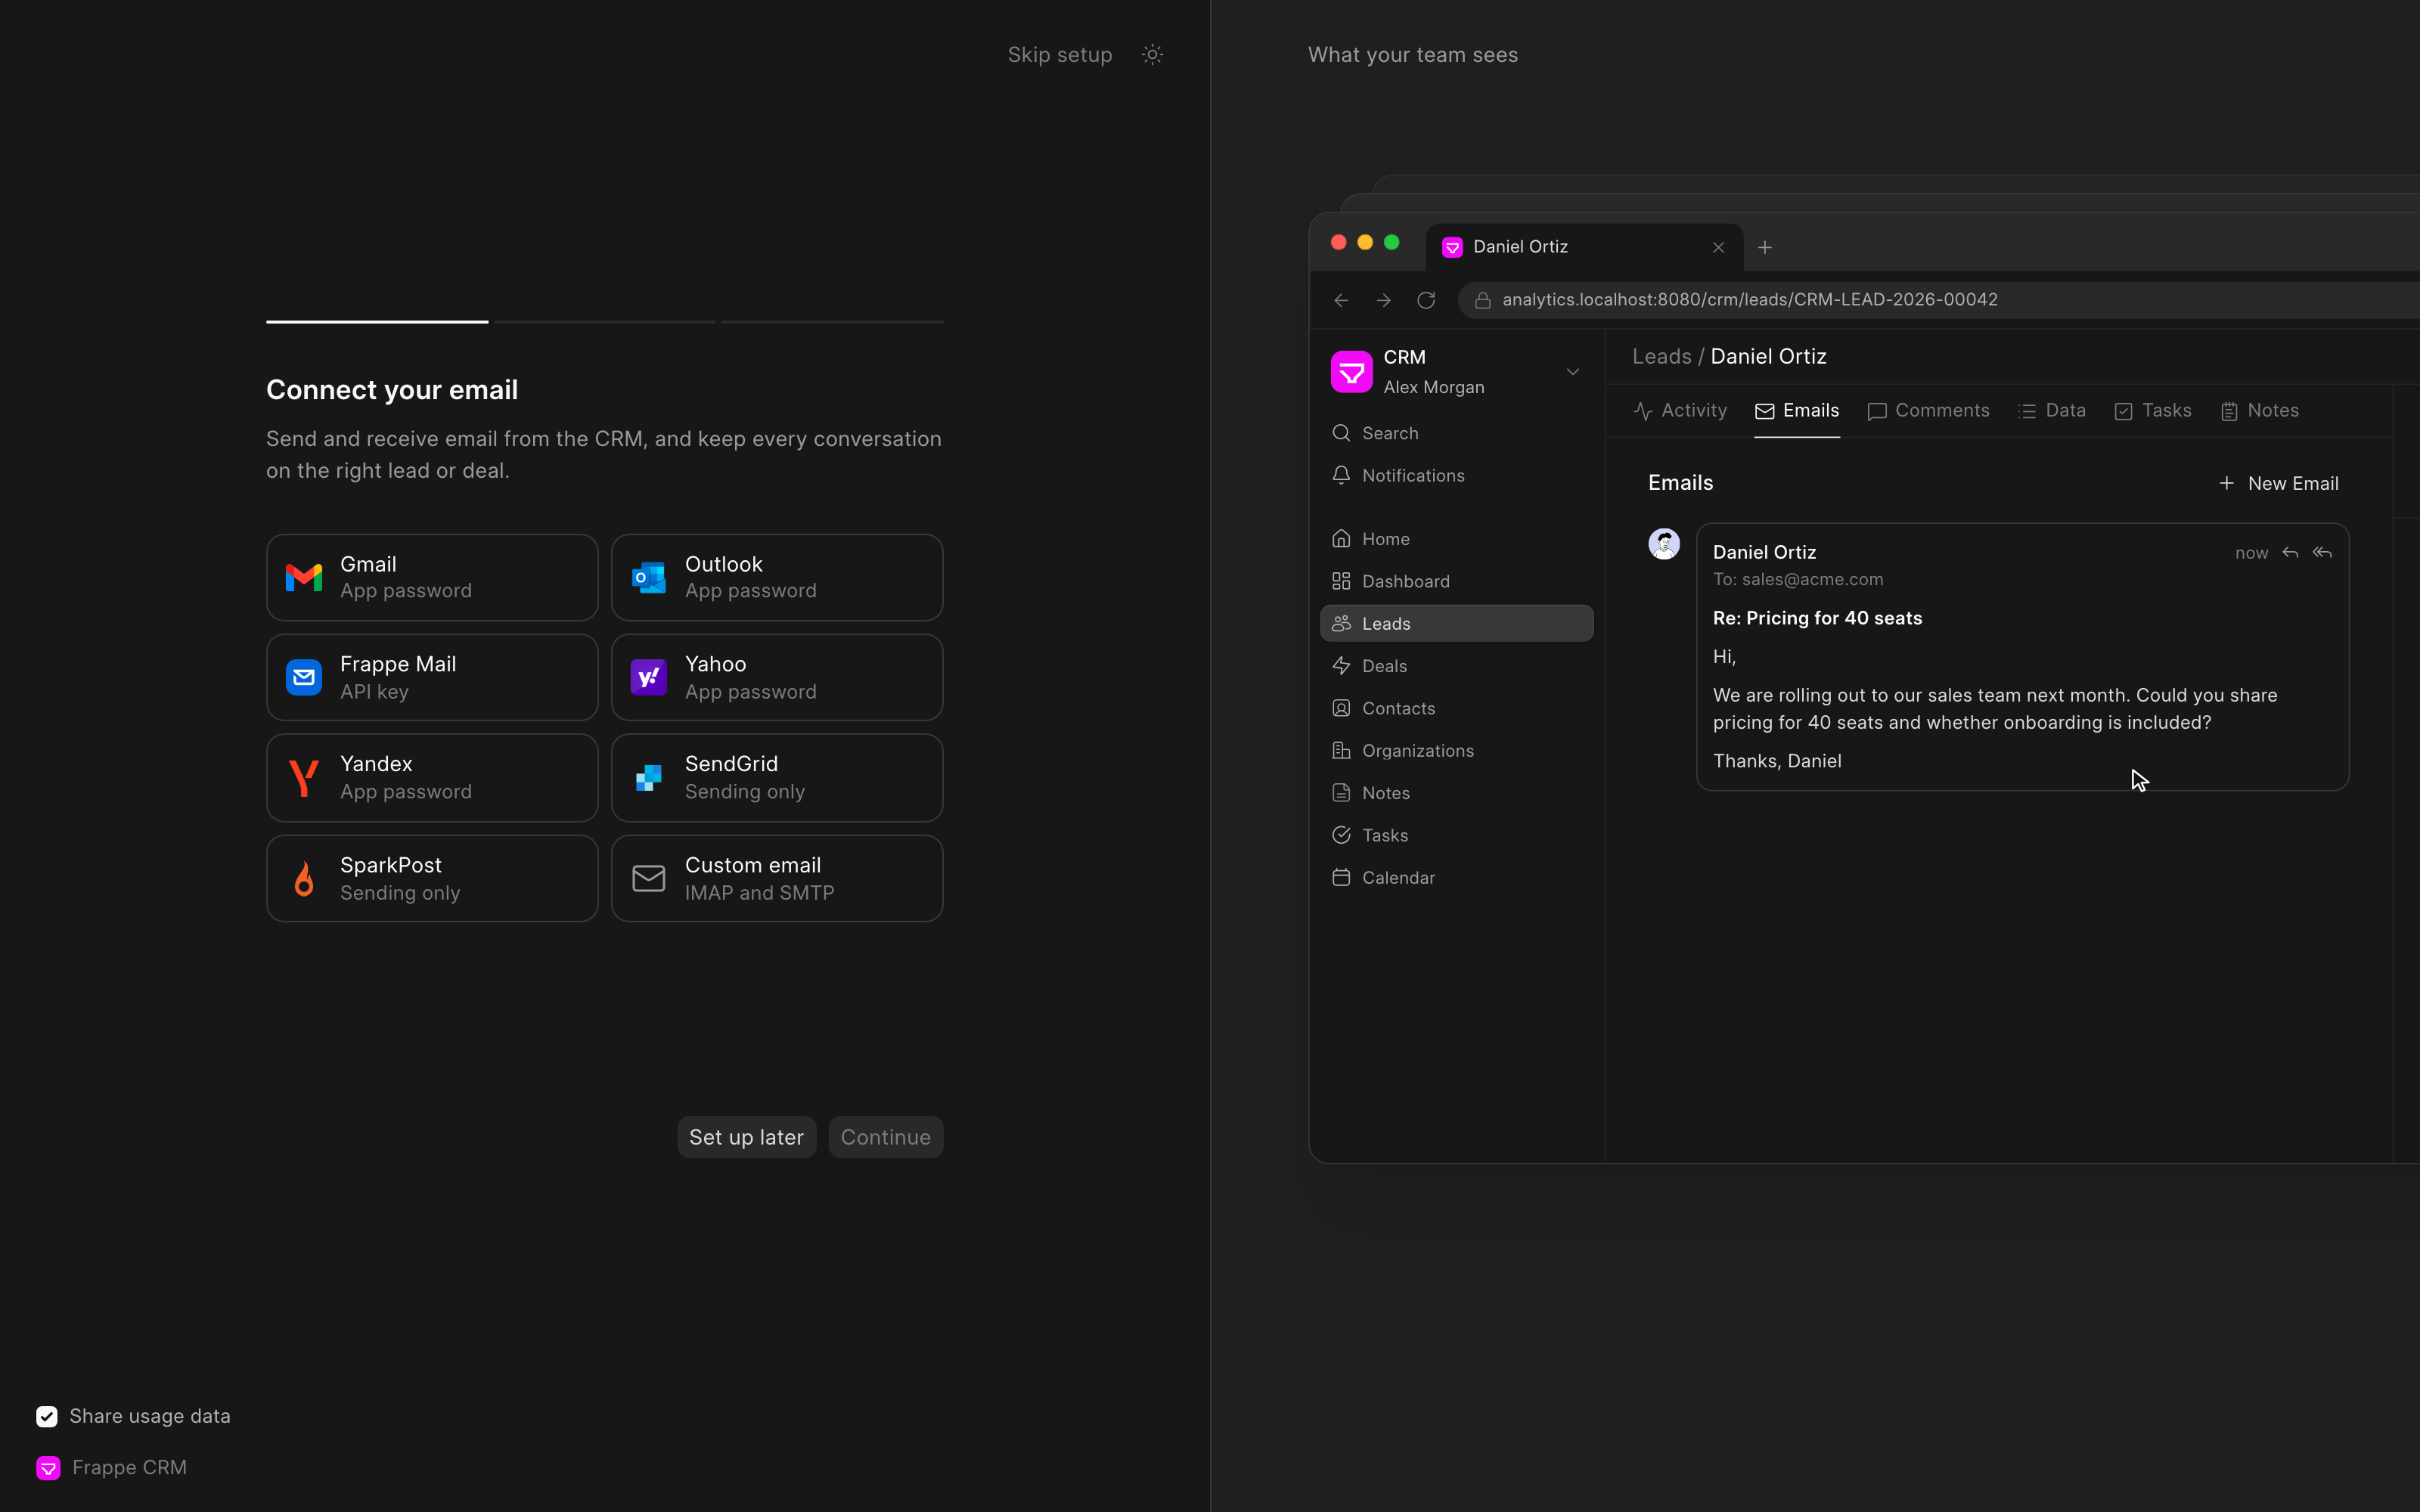 Skip setup
Connect your email
Send and receive email from the CRM, and keep every conversation
on the right lead or deal.
Gmail
App password
Outlook
App password
Frappe Mail
API key
Yahoo
App password
Yandex
App password
SendGrid
Sending only
SparkPost
Sending only
Custom email
IMAP and SMTP
Set up later
Continue
Share usage data
Frappe CRM
What your team sees
Daniel Ortiz
analytics.localhost:8080/crm/leads/CRM-LEAD-2026-00042
CRM
Alex Morgan
Search
Notifications
Home
Dashboard
Leads
Deals
Contacts
Organizations
Notes
Tasks
Calendar
Leads / Daniel Ortiz
Activity
Emails
Comments
Data
Tasks
Notes
Emails
New Email
Daniel Ortiz
now
To: sales@acme.com
Re: Pricing for 40 seats
Hi,
We are rolling out to our sales team next month. Could you share
pricing for 40 seats and whether onboarding is included?
Thanks, Daniel